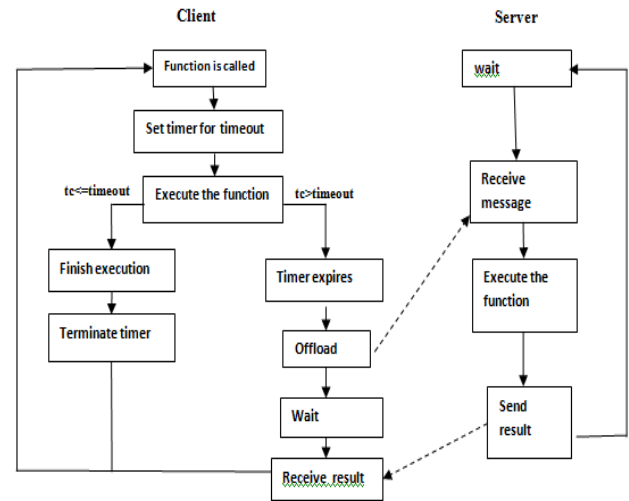 Client
Server
Function is called
wait
Set timer for timeout
tc<=timeout
Execute the function
tc>timeout
Receive
message
Finish execution
Timer expires
Execute the
function
Terminate timer
Offload
Wait
Send
result
Receive result